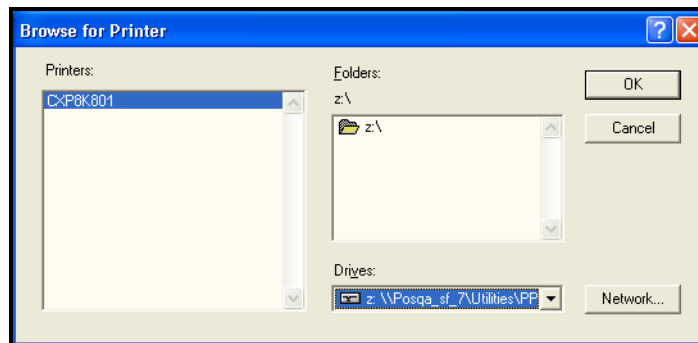 Browse for Printer
Printers:
CXP8K801
Folders:
z:\
z:\
OK
Cancel
Drives:
z: \\Posqa_sf_7\Utilities\PP
Network...